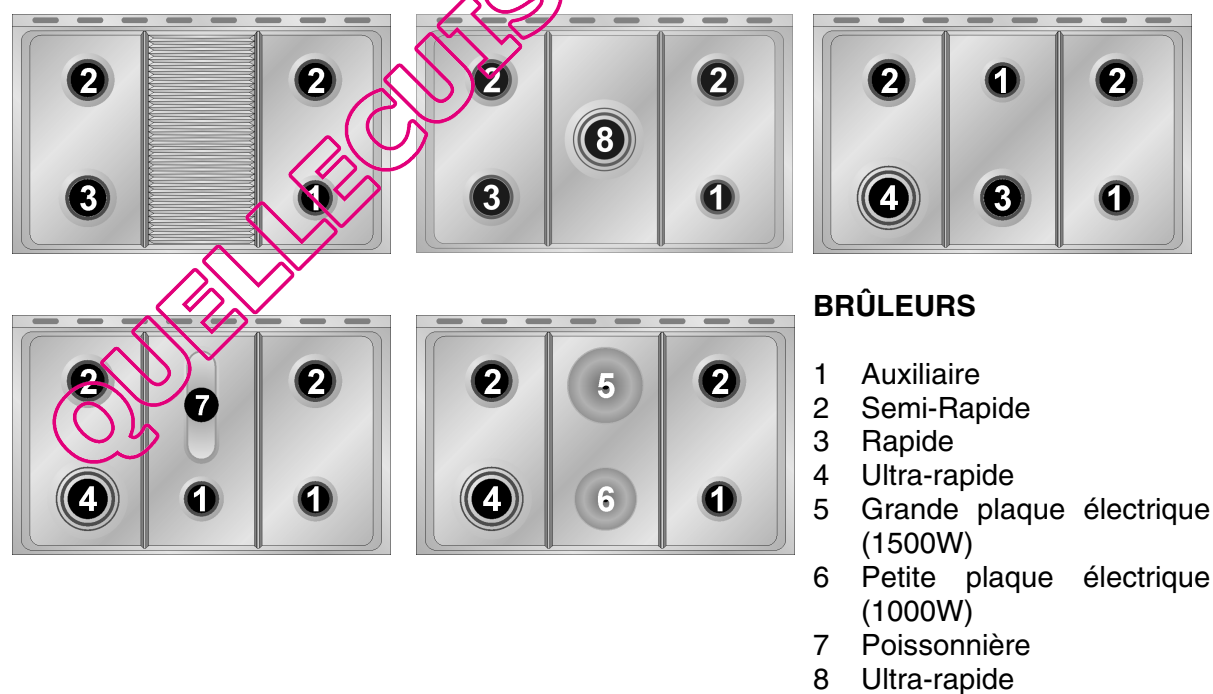 2 2
3 1
2 2
8
3 1
2 1 2
4 3 1
2 7 2
4 1 1
2 5 2
4 6 1
BRÛLEURS
1 Auxiliaire
2 Semi-Rapide
3 Rapide
4 Ultra-rapide
5 Grande plaque électrique
(1500W)
6 Petite plaque électrique
(1000W)
7 Poissonnière
8 Ultra-rapide
QUELLECUIS